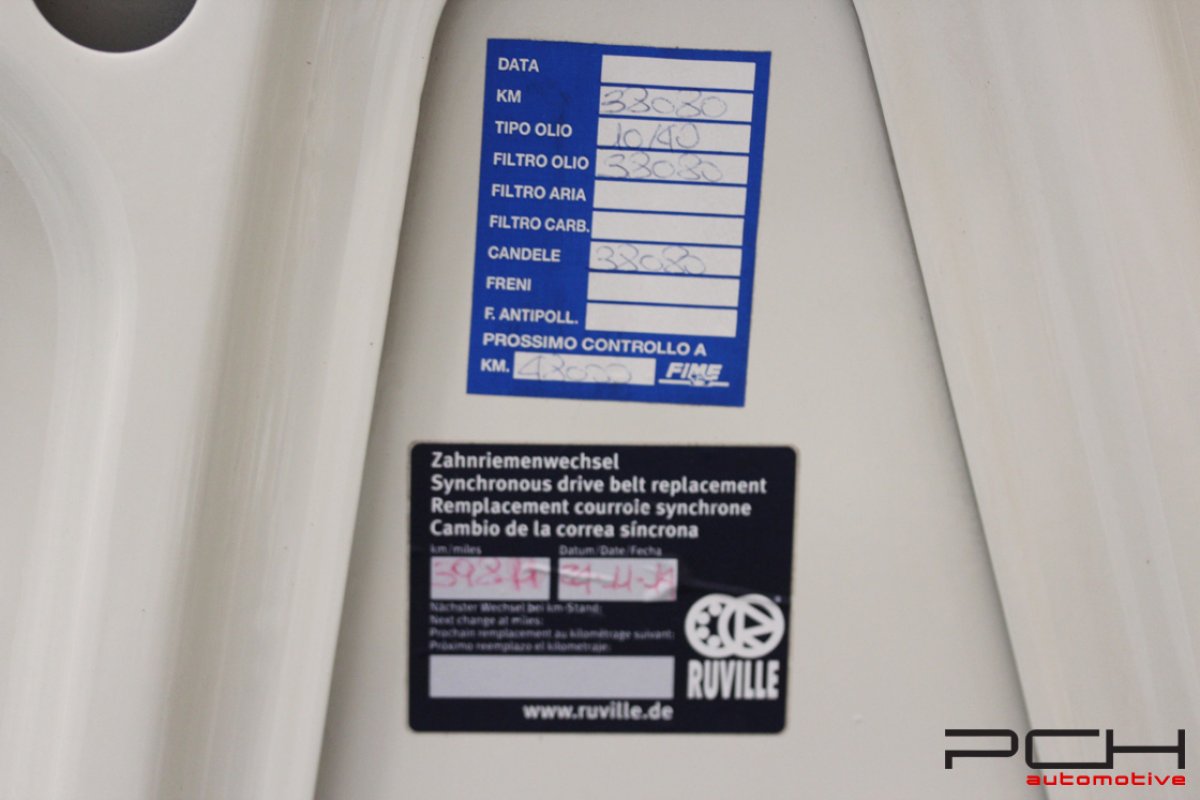 DATA
KM 38080
TIPO OLIO 10/40
FILTRO OLIO 38080
FILTRO ARIA
FILTRO CARB.
CANDELE 38080
FRENI
F. ANTIPOLL.
PROSSIMO CONTROLLO A
KM. FIME
Zahnriemenwechsel
Synchronous drive belt replacement
Remplacement courroie synchrone
Cambio de la correa síncrona
km/miles Datum/Date/Fecha
Nächster Wechsel bei km-Stand:
Next change at miles:
Prochain remplacement au kilométrage suivant:
Próximo reemplazo el kilometraje:
RUVILLE
www.ruville.de
PCH
automotive